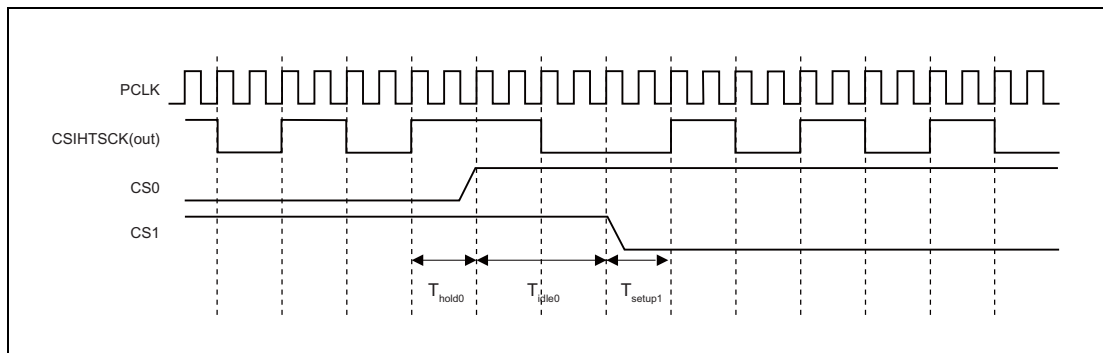 PCLK
CSIHTSCK(out)
CS0
CS1
Thold0 Tidle0 Tsetup1